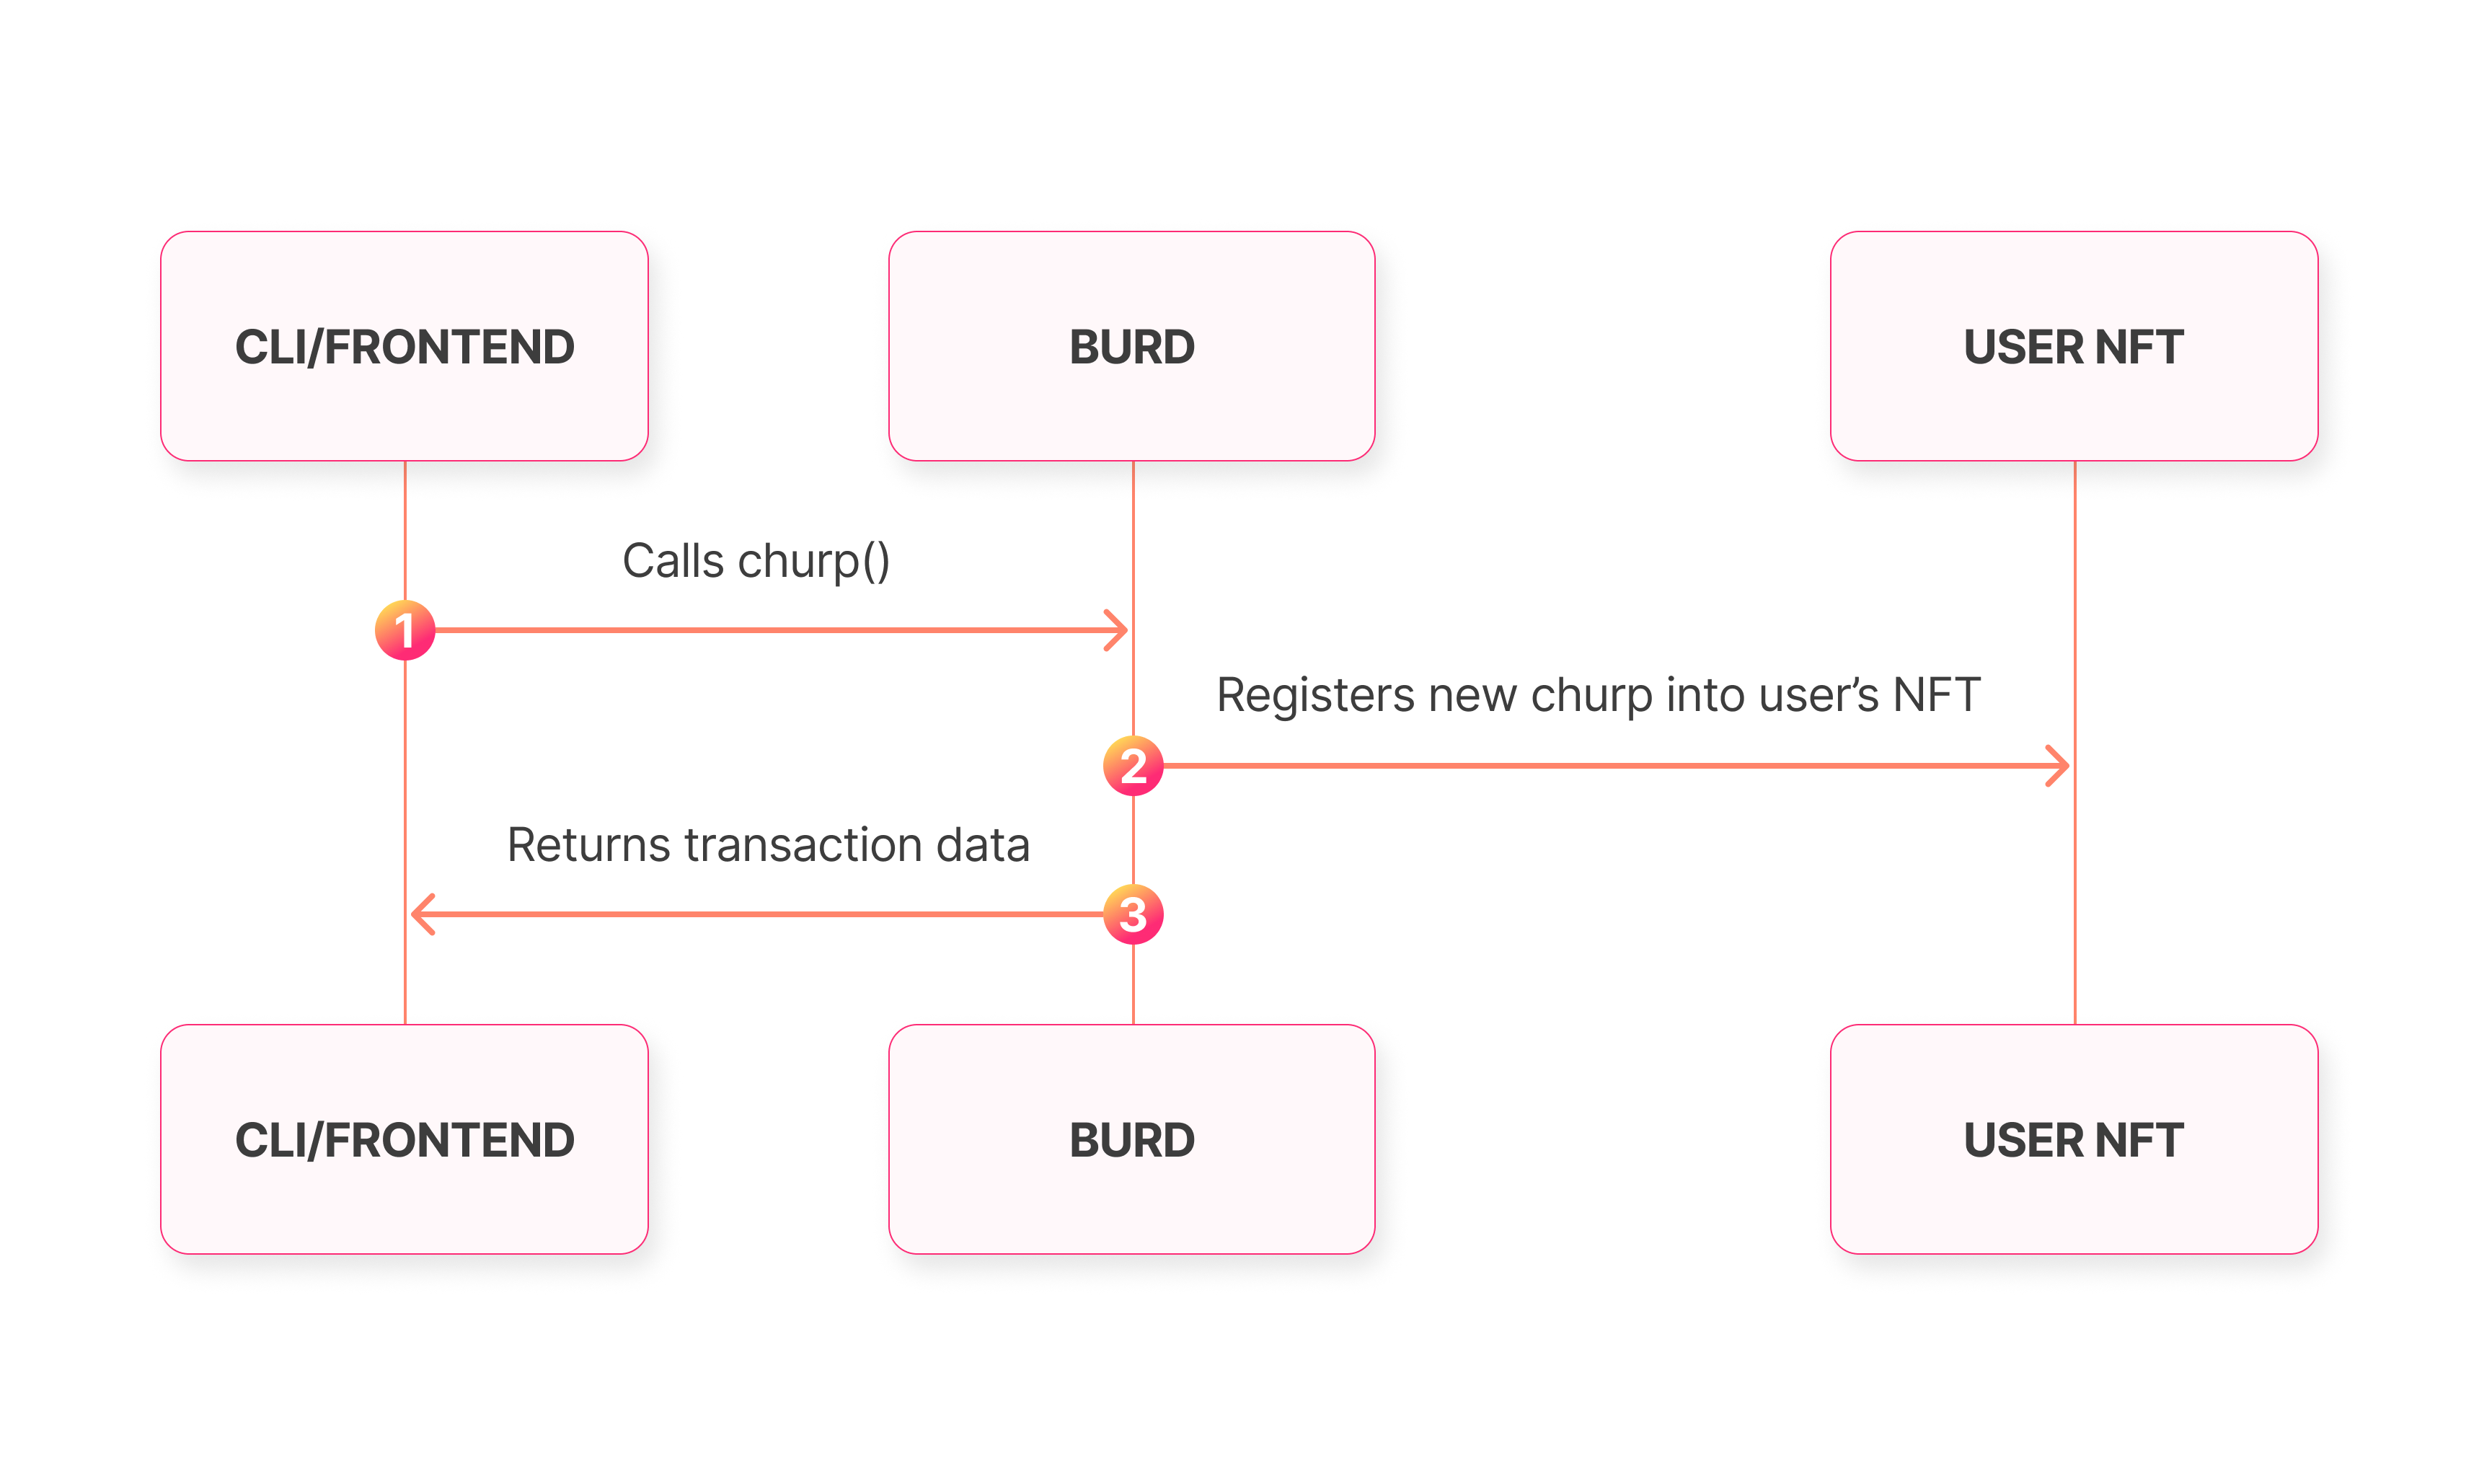 CLI/FRONTEND
BURD
USER NFT
Calls churp()
1
Registers new churp into user’s NFT
2
Returns transaction data
3
CLI/FRONTEND
BURD
USER NFT